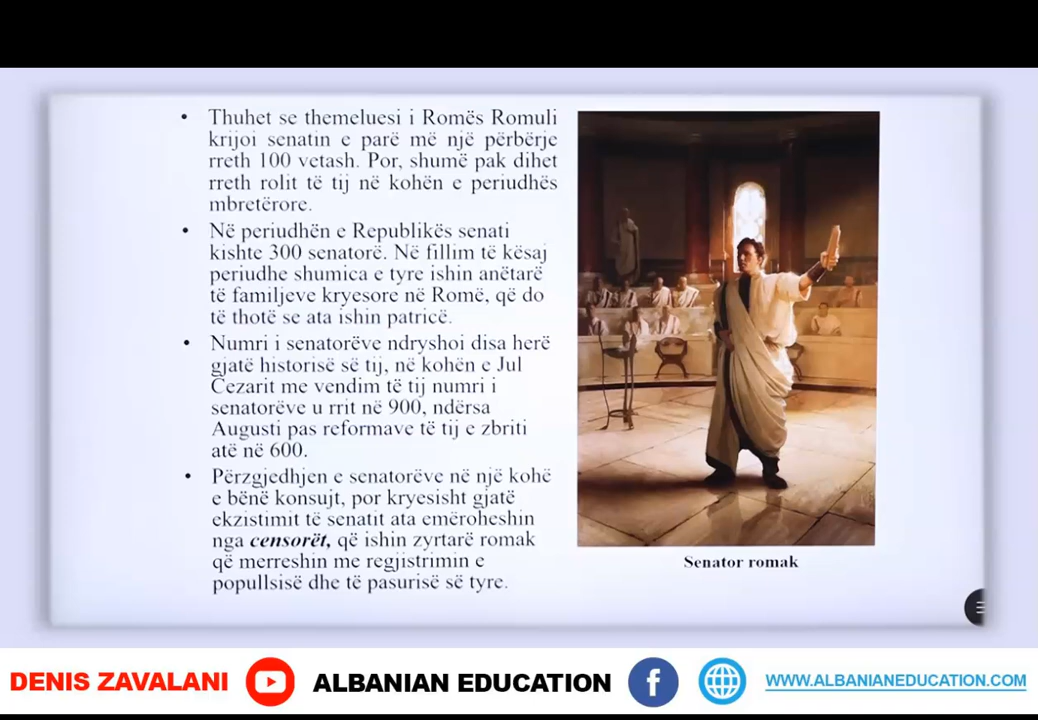 • Thuhet se themeluesi i Romës Romuli
krijoi senatin e parë më një përbërje
rreth 100 vetash. Por, shumë pak dihet
rreth rolit të tij në kohën e periudhës
mbretërore.
• Në periudhën e Republikës senati
kishte 300 senatorë. Në fillim të kësaj
periudhe shumica e tyre ishin anëtarë
të familjeve kryesore në Romë, që do
të thotë se ata ishin patricë.
• Numri i senatorëve ndryshoi disa herë
gjatë historisë së tij, në kohën e Jul
Cezarit me vendim të tij numri i
senatorëve u rrit në 900, ndërsa
Augusti pas reformave të tij e zbriti
atë në 600.
• Përzgjedhjen e senatorëve në një kohë
e bënë konsujt, por kryesisht gjatë
ekzistimit të senatit ata emëroheshin
nga censorët, që ishin zyrtarë romak
që merreshin me regjistrimin e
popullsisë dhe të pasurisë së tyre.
Senator romak
DENIS ZAVALANI ALBANIAN EDUCATION WWW.ALBANIANEDUCATION.COM